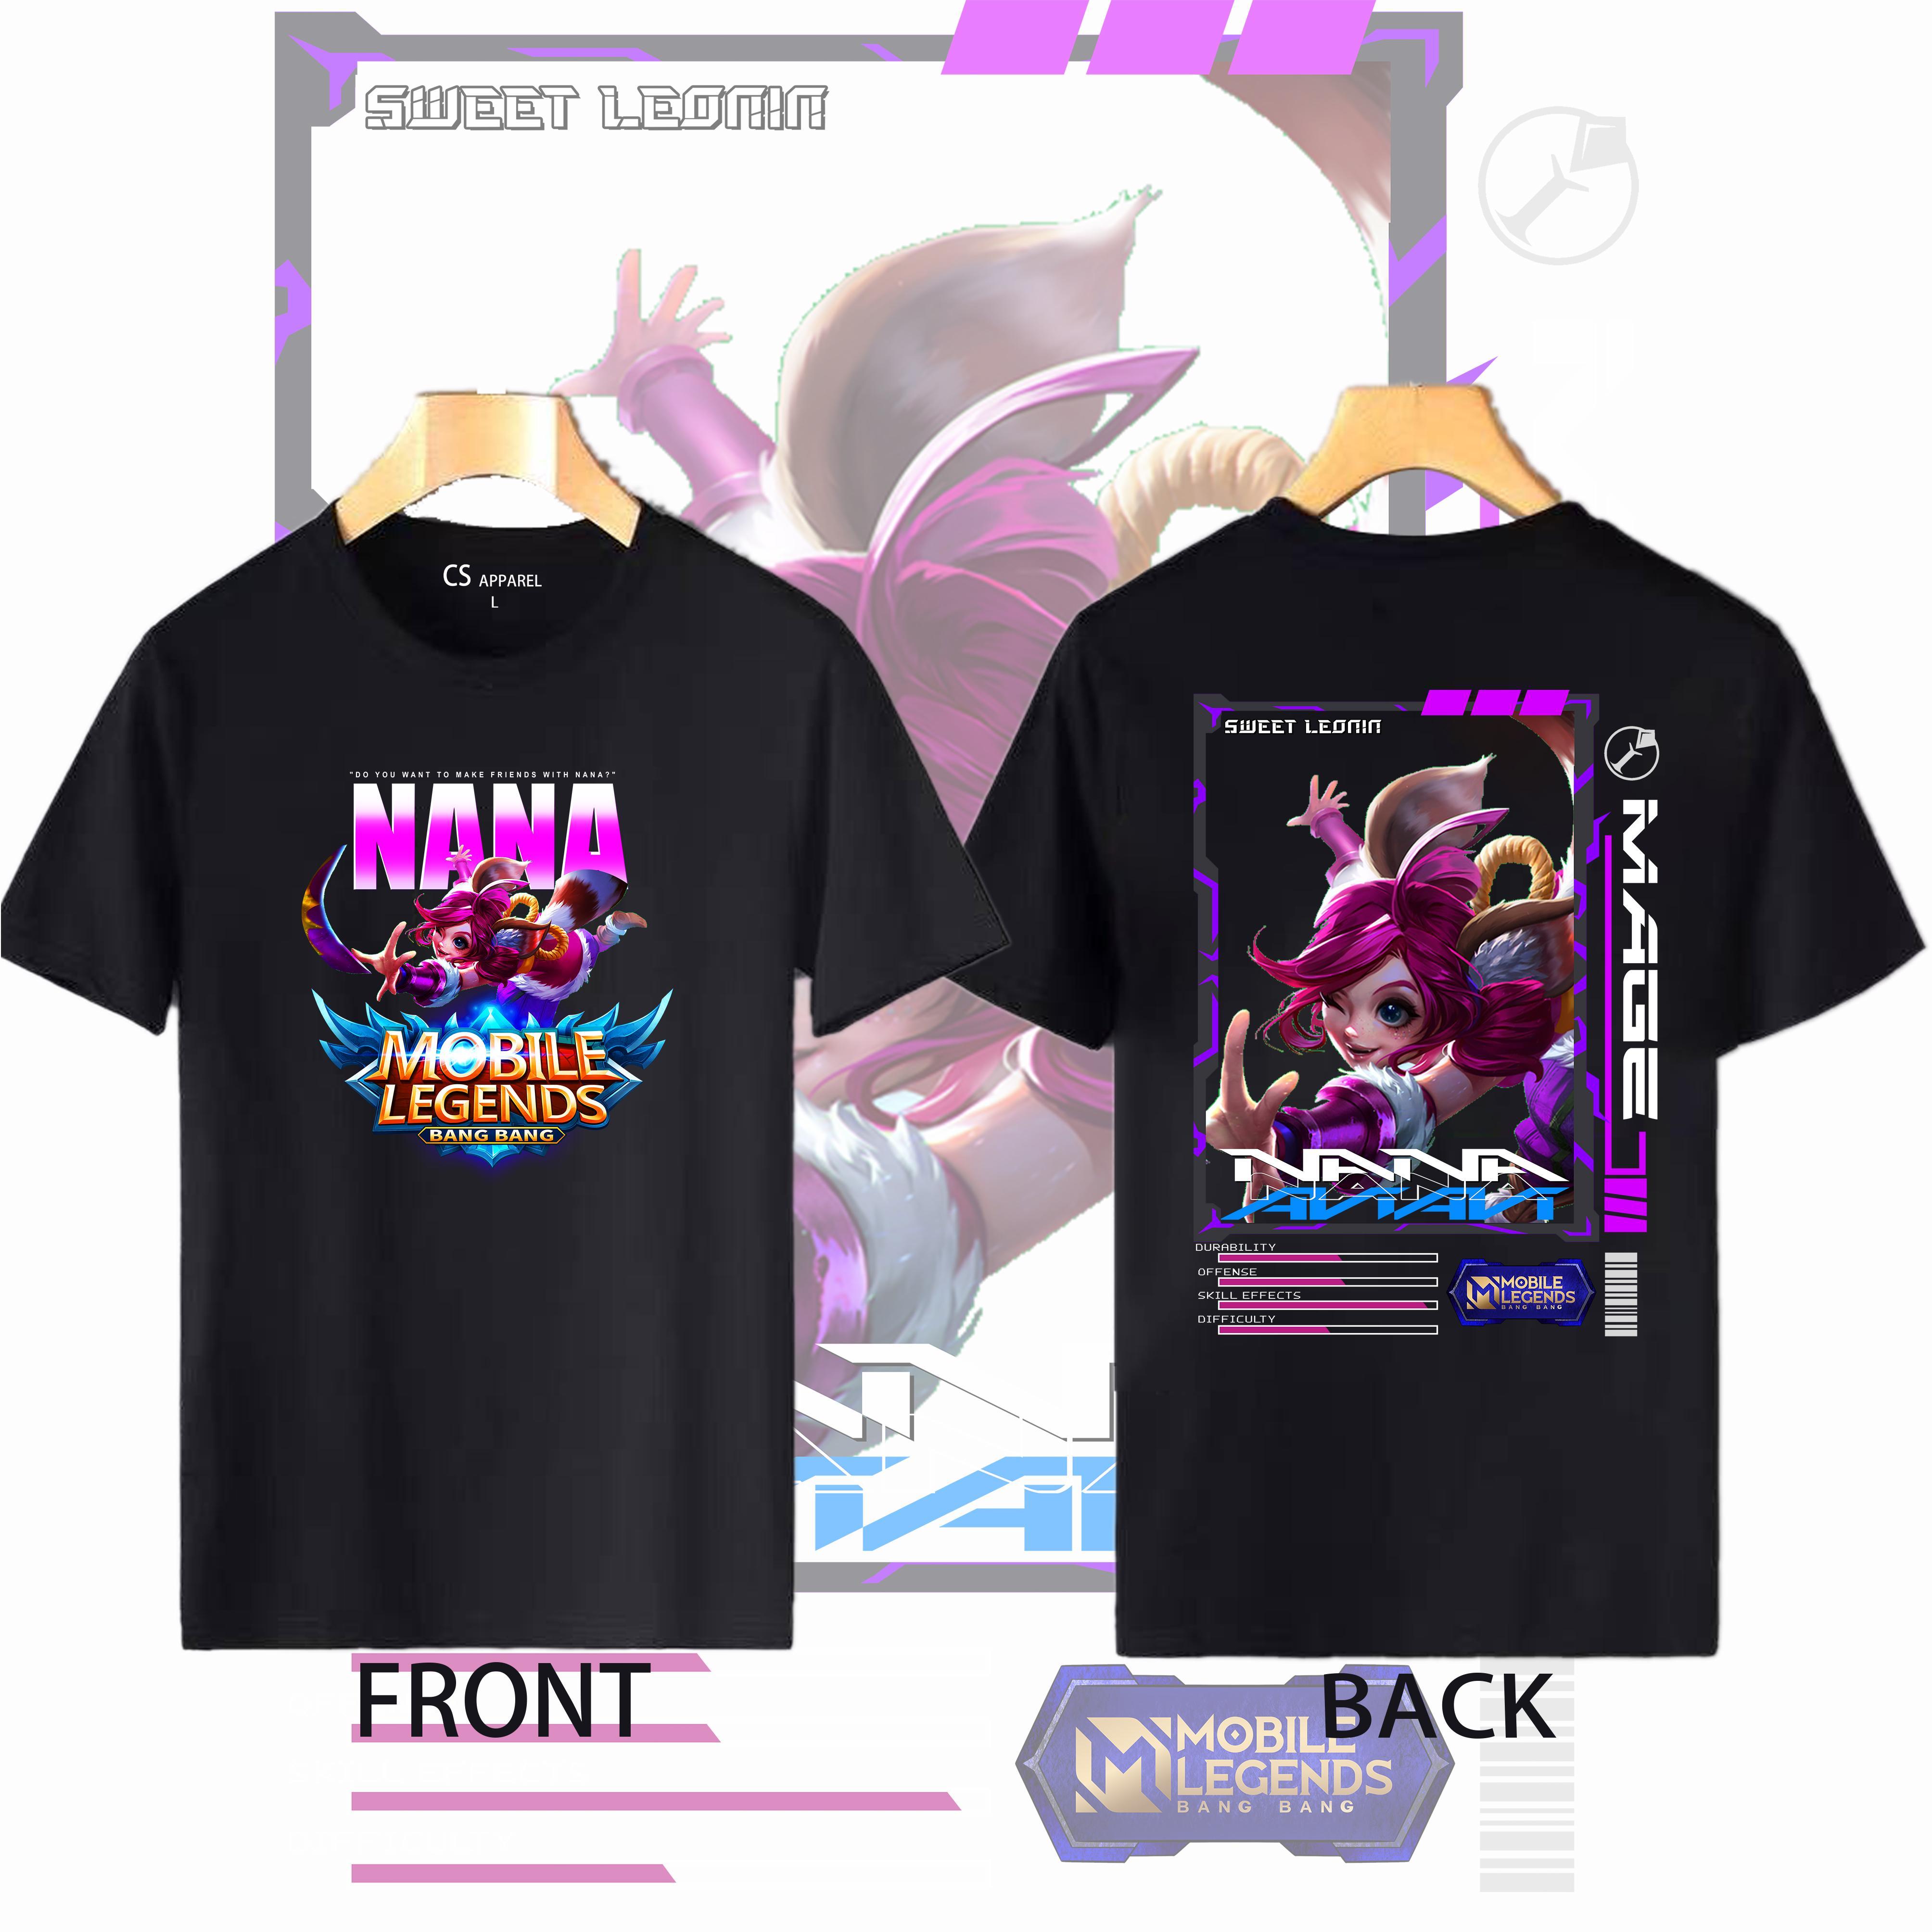 SWEET LEONIN
CS APPAREL
L
"DO YOU WANT TO MAKE FRIENDS WITH NANA?"
NANA
MOBILE
LEGENDS
BANG BANG
SWEET LEONIN
MAGE
NANA
NANA
DURABILITY
OFFENSE
SKILL EFFECTS
DIFFICULTY
MOBILE
LEGENDS
BANG BANG
FRONT
BACK
MOBILE
LEGENDS
BANG BANG